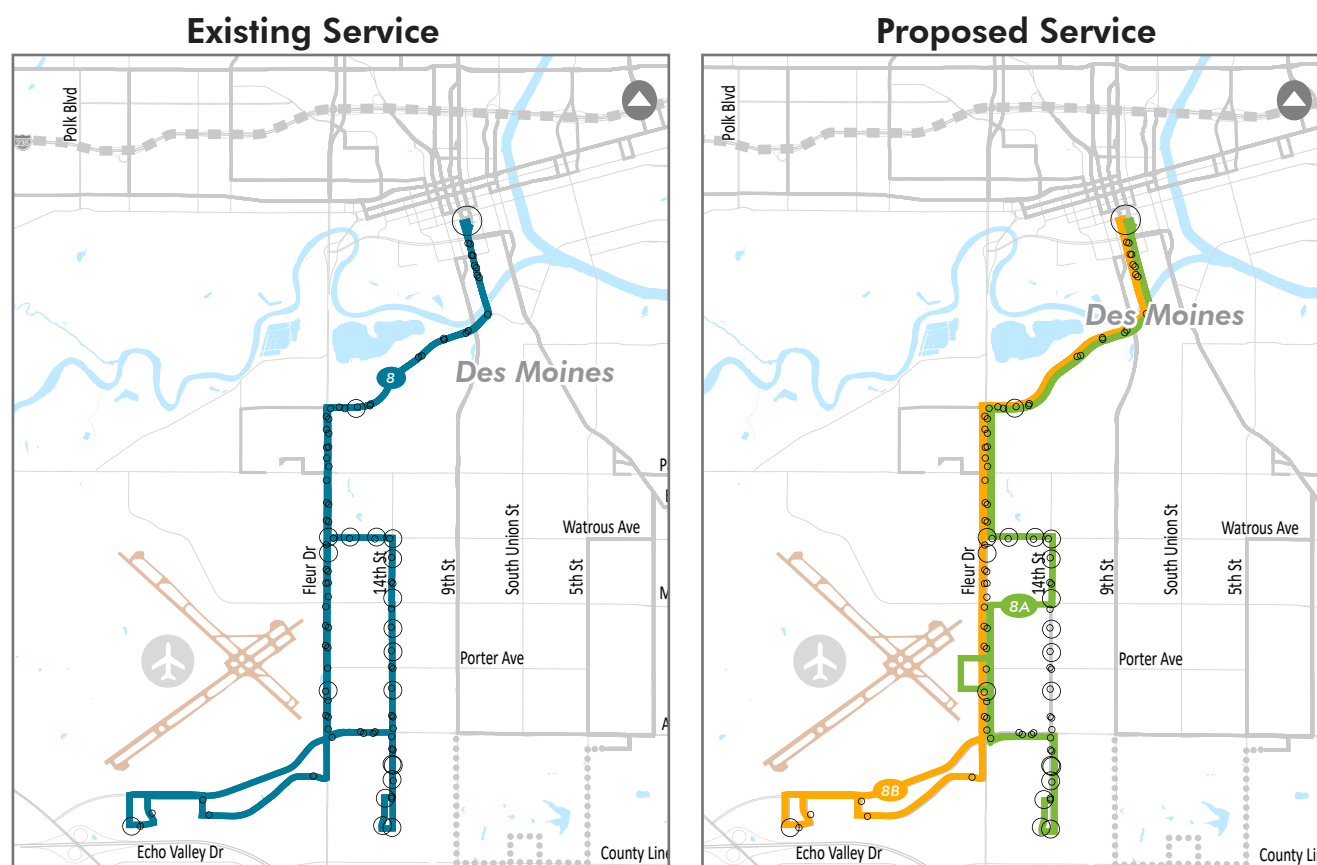 Existing Service
Proposed Service
Polk Blvd
235
Des Moines
8
P
Watrous Ave
Fleur Dr
14th St
9th St
South Union St
5th St
M
Porter Ave
A
Echo Valley Dr
County Line
Polk Blvd
Des Moines
Watrous Ave
Fleur Dr
14th St
9th St
South Union St
5th St
8A
Porter Ave
8B
Echo Valley Dr
County Li